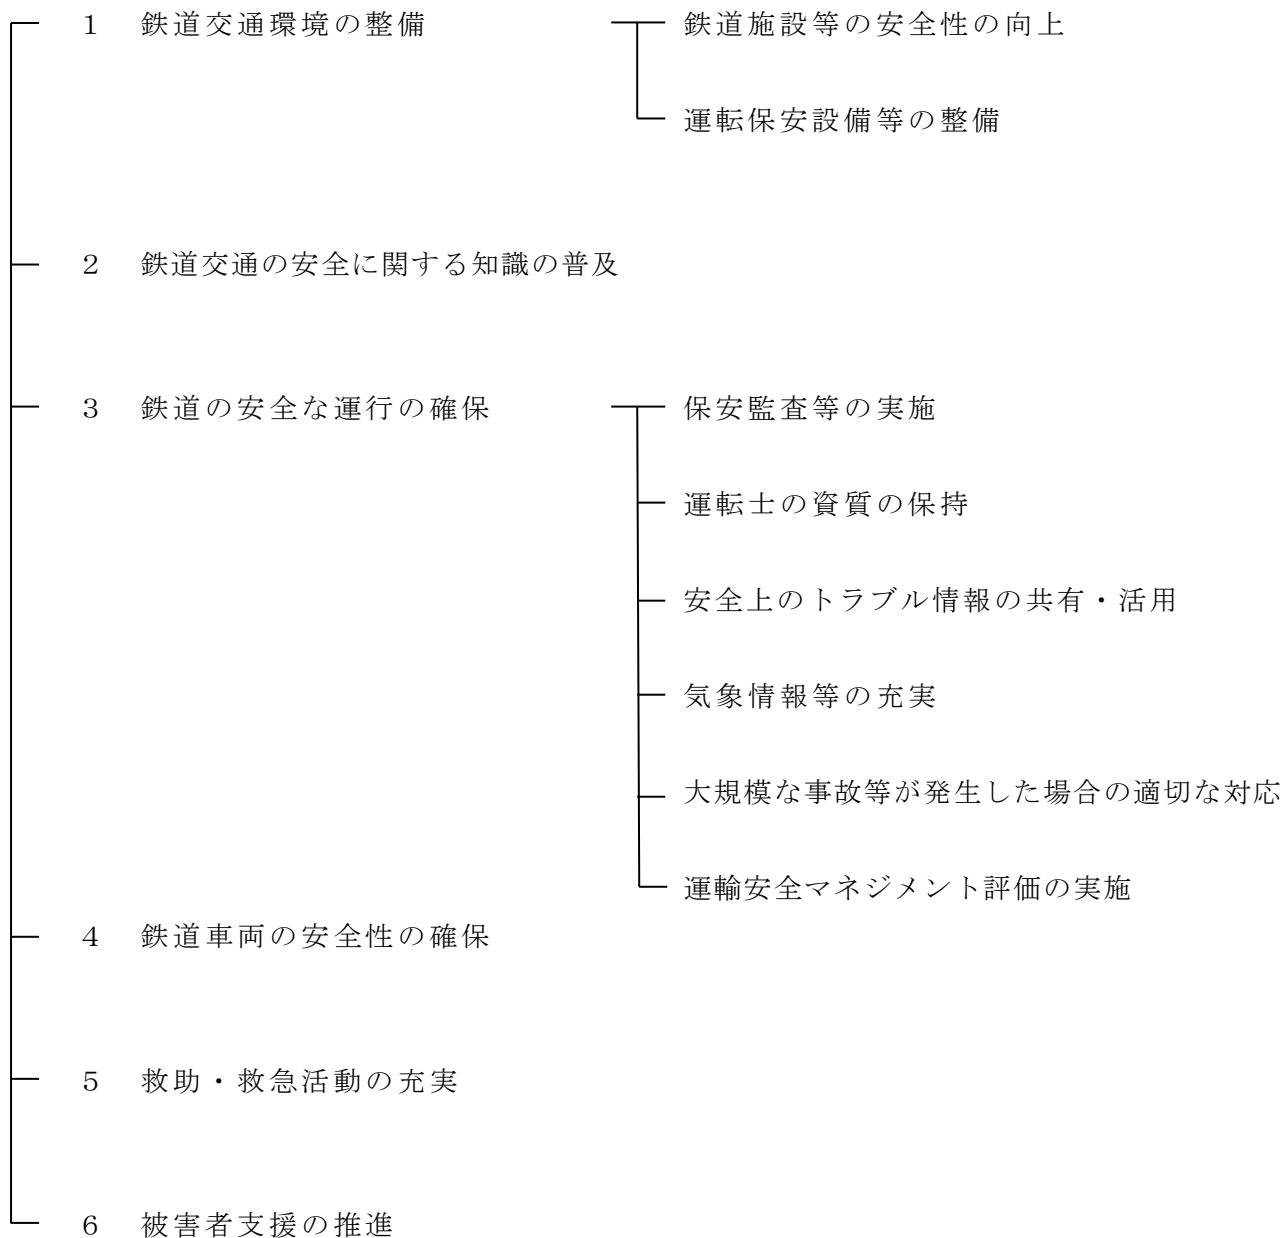 1 鉄道交通環境の整備
鉄道施設等の安全性の向上
運転保安設備等の整備
2 鉄道交通の安全に関する知識の普及
3 鉄道の安全な運行の確保
保安監査等の実施
運転士の資質の保持
安全上のトラブル情報の共有・活用
気象情報等の充実
大規模な事故等が発生した場合の適切な対応
運輸安全マネジメント評価の実施
4 鉄道車両の安全性の確保
5 救助・救急活動の充実
6 被害者支援の推進